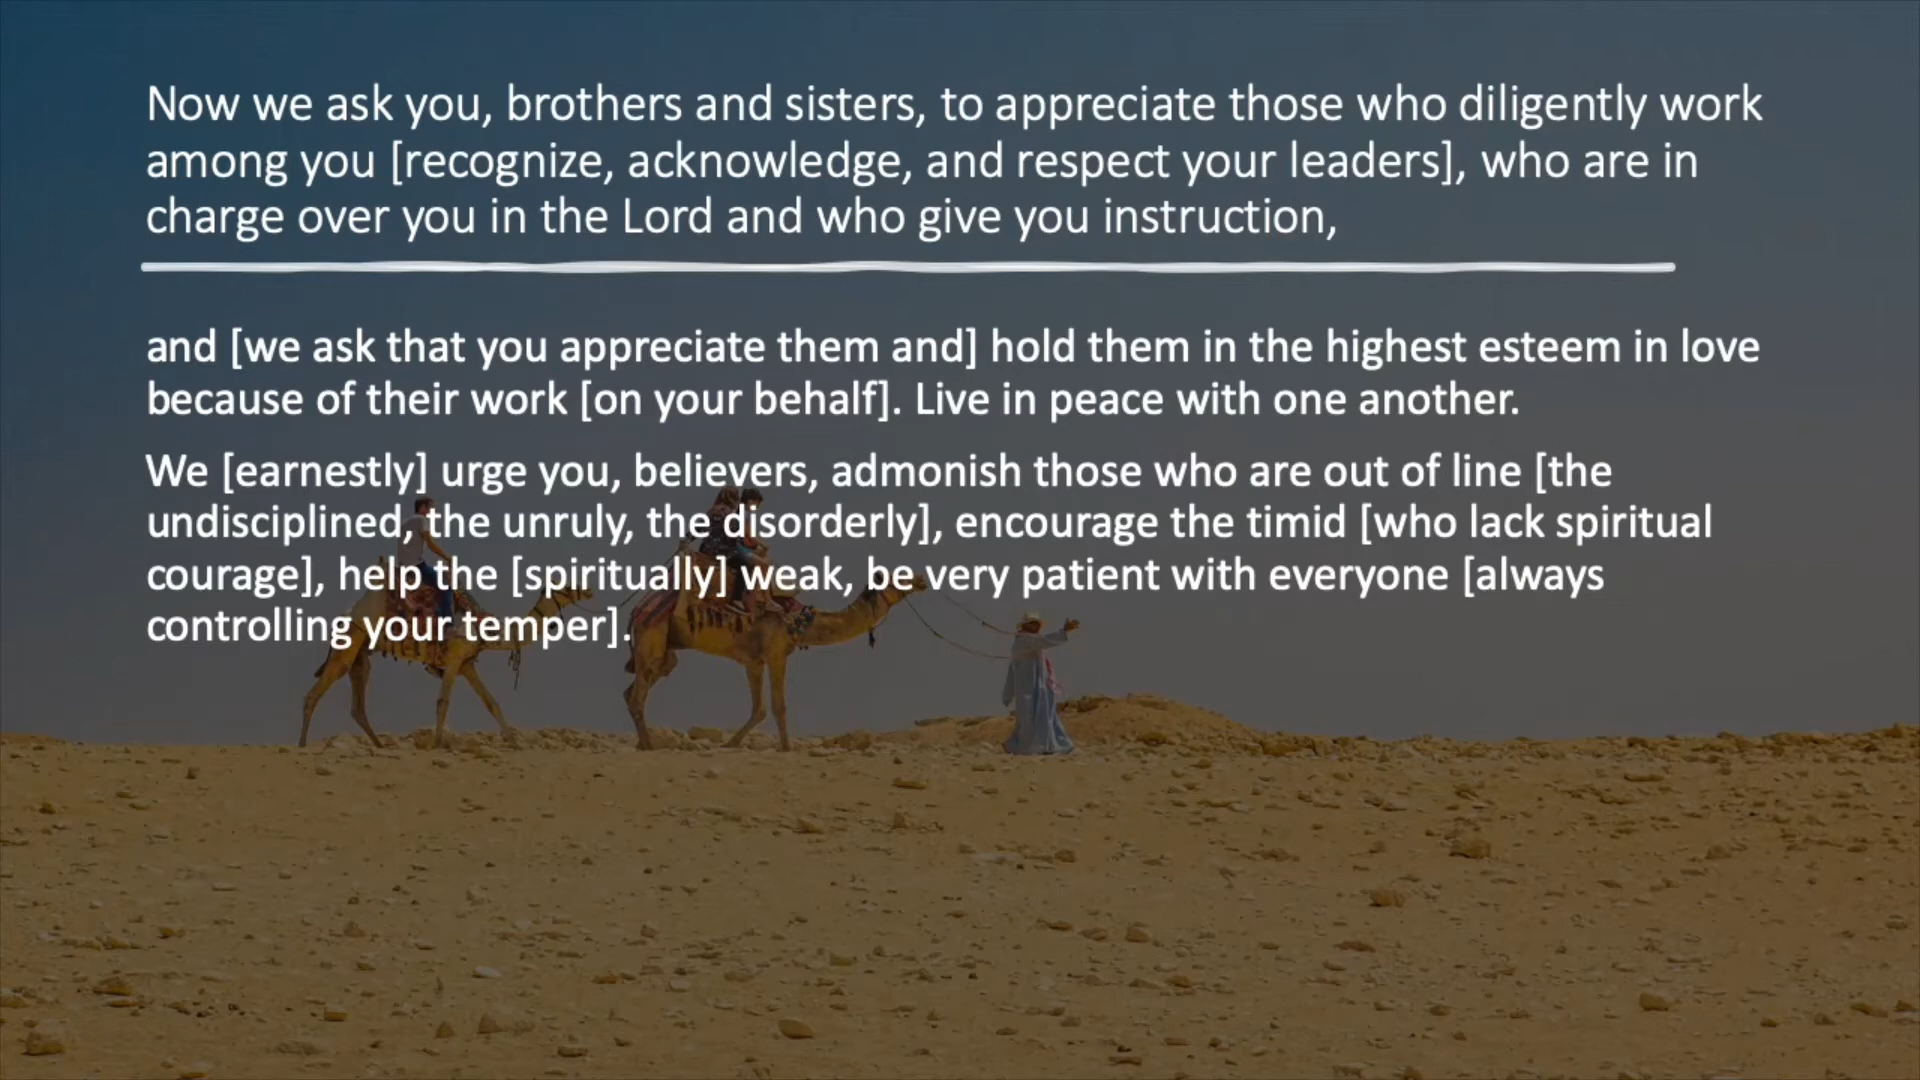 Now we ask you, brothers and sisters, to appreciate those who diligently work
among you [recognize, acknowledge, and respect your leaders], who are in
charge over you in the Lord and who give you instruction,
and [we ask that you appreciate them and] hold them in the highest esteem in love
because of their work [on your behalf]. Live in peace with one another.
We [earnestly] urge you, believers, admonish those who are out of line [the
undisciplined, the unruly, the disorderly], encourage the timid [who lack spiritual
courage], help the [spiritually] weak, be very patient with everyone [always
controlling your temper].